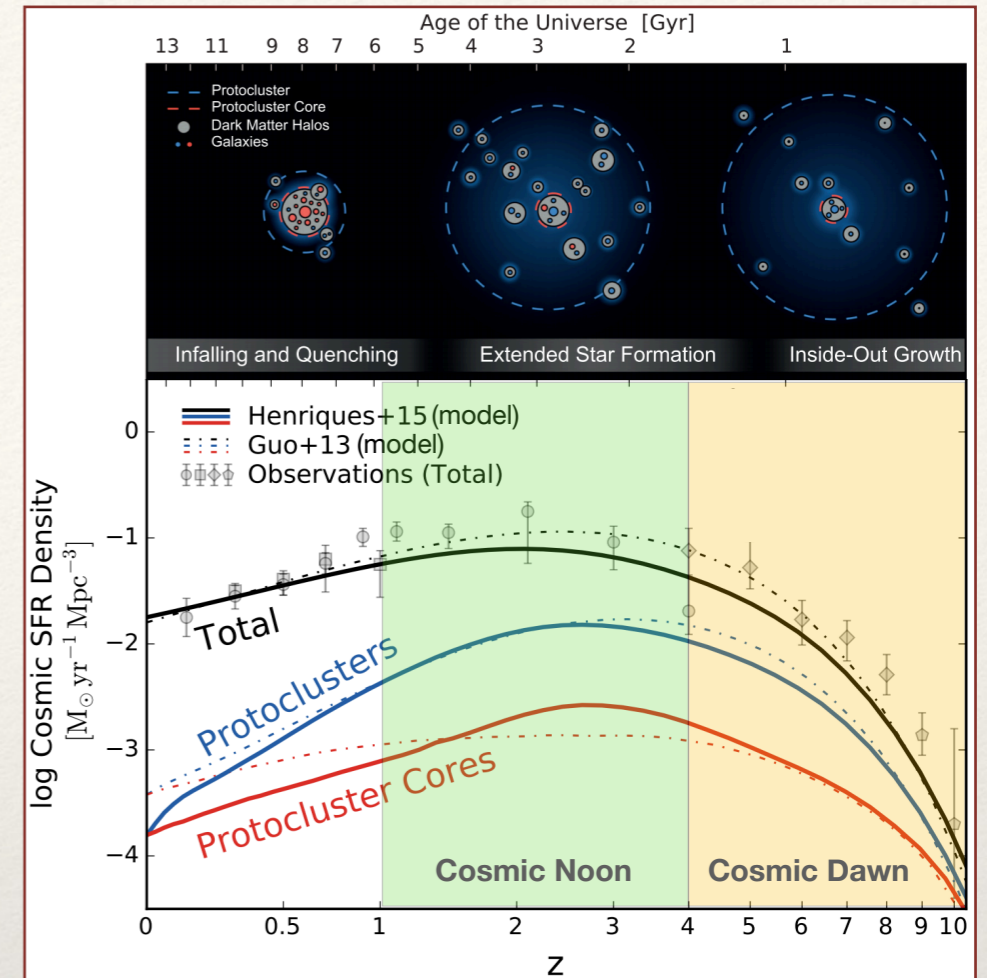 Age of the Universe [Gyr]
13 11 9 8 7 6 5 4 3 2 1
Protocluster
Protocluster Core
Dark Matter Halos
Galaxies
Infalling and Quenching Extended Star Formation Inside-Out Growth
Henriques+15 (model)
Guo+13 (model)
Observations (Total)
log Cosmic SFR Density
[M⊙ yr⁻¹ Mpc⁻³]
0
−1
−2
−3
−4
Total
Protoclusters
Protocluster Cores
Cosmic Noon Cosmic Dawn
0 0.5 1 2 3 4 5 6 7 8 9 10
z